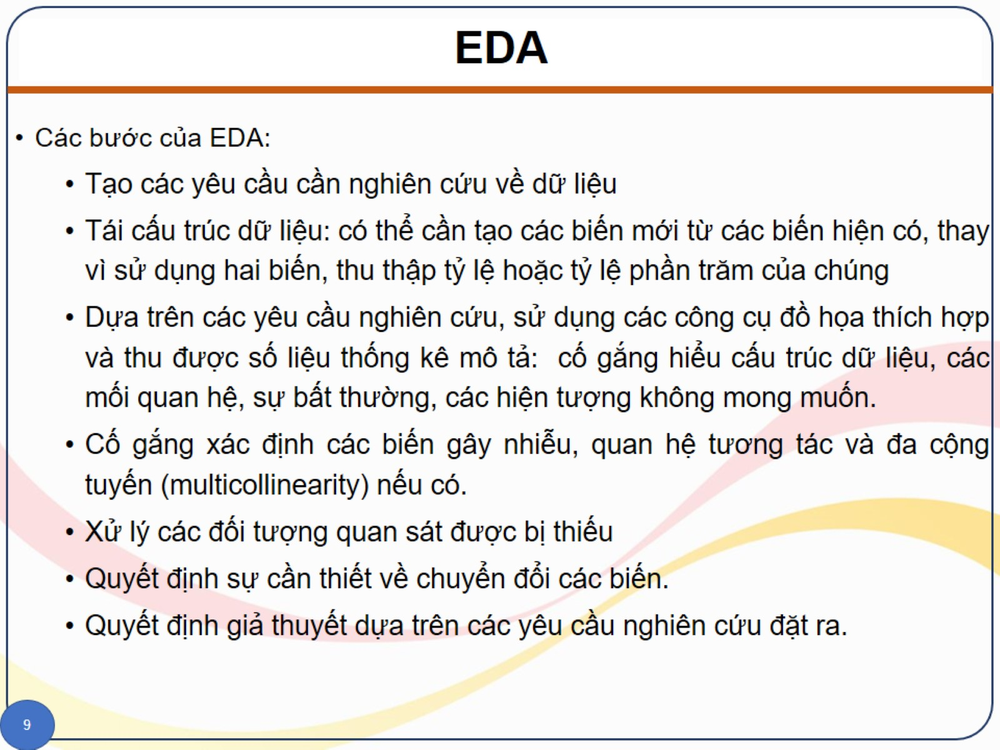 EDA
• Các bước của EDA:
• Tạo các yêu cầu cần nghiên cứu về dữ liệu
• Tái cấu trúc dữ liệu: có thể cần tạo các biến mới từ các biến hiện có, thay
vì sử dụng hai biến, thu thập tỷ lệ hoặc tỷ lệ phần trăm của chúng
• Dựa trên các yêu cầu nghiên cứu, sử dụng các công cụ đồ họa thích hợp
và thu được số liệu thống kê mô tả: cố gắng hiểu cấu trúc dữ liệu, các
mối quan hệ, sự bất thường, các hiện tượng không mong muốn.
• Cố gắng xác định các biến gây nhiễu, quan hệ tương tác và đa cộng
tuyến (multicollinearity) nếu có.
• Xử lý các đối tượng quan sát được bị thiếu
• Quyết định sự cần thiết về chuyển đổi các biến.
• Quyết định giả thuyết dựa trên các yêu cầu nghiên cứu đặt ra.
9